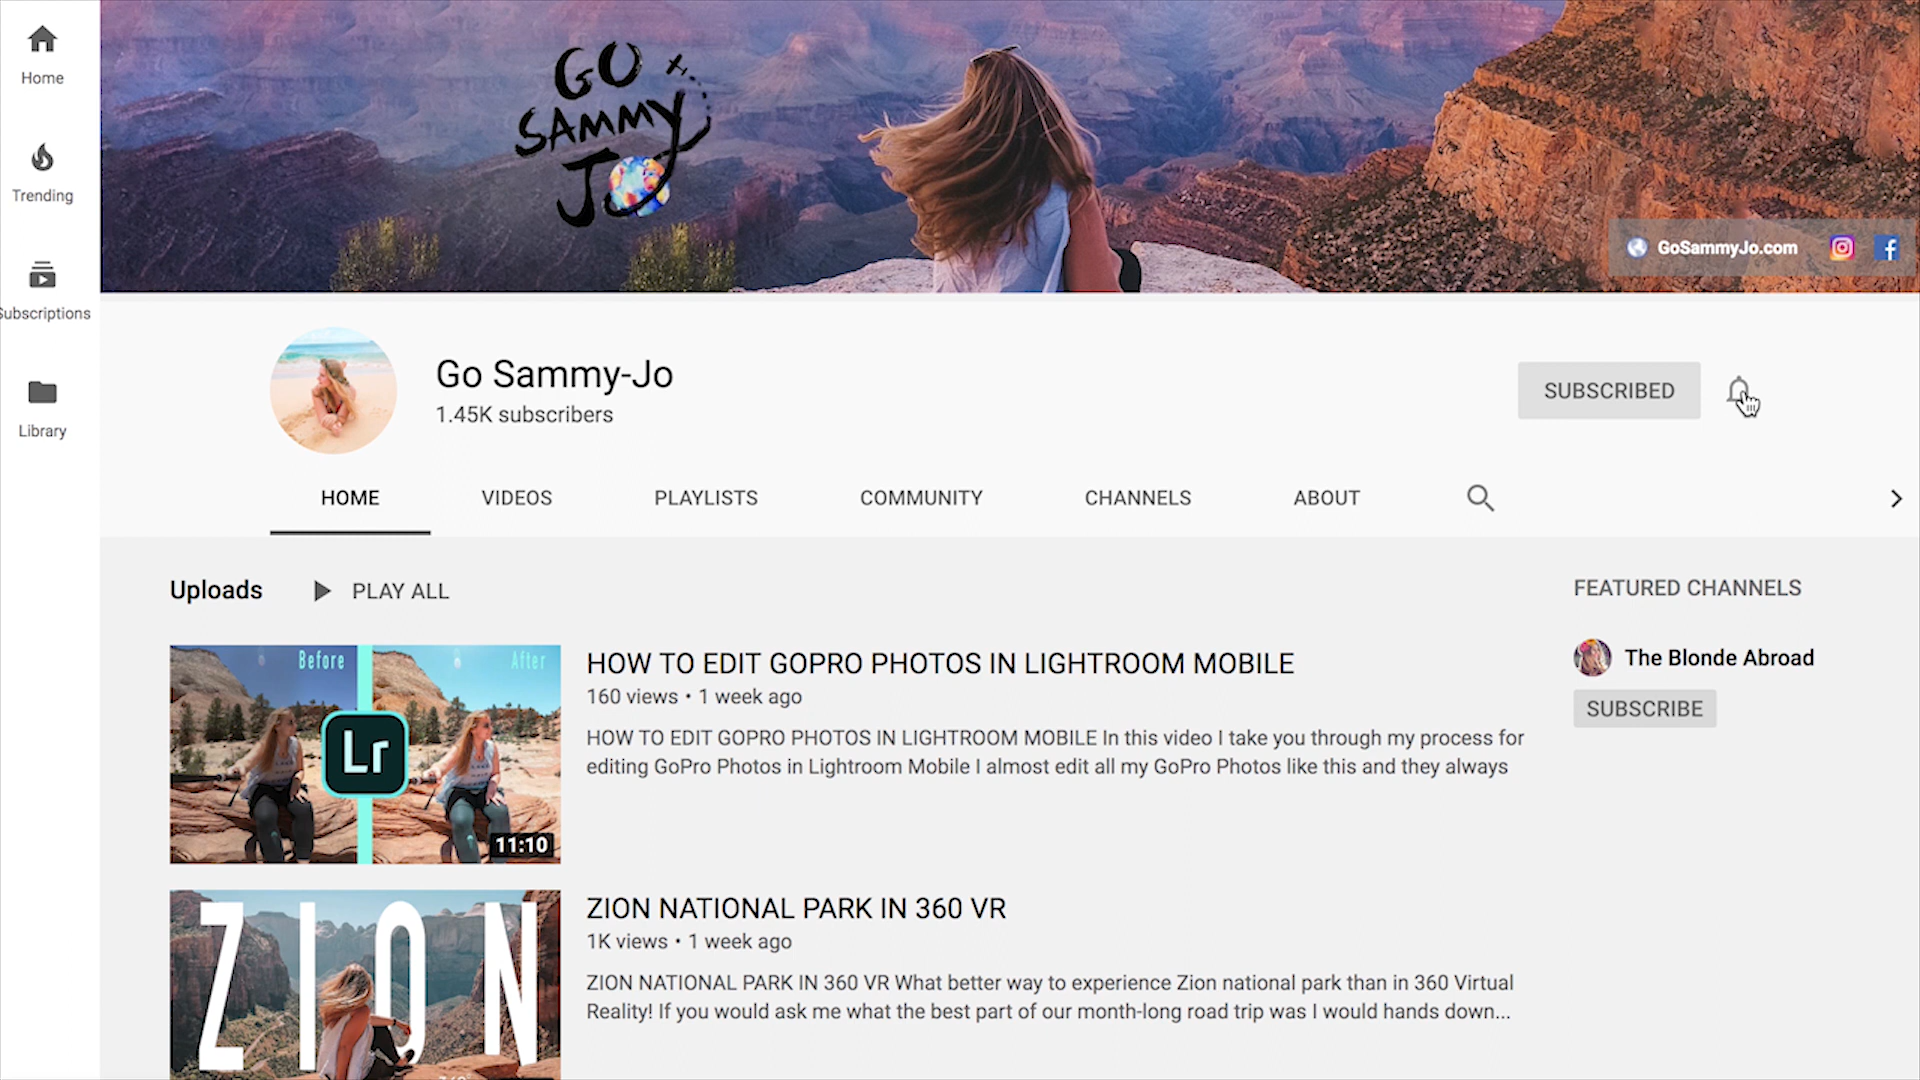 Home
Trending
Subscriptions
Library
GO
SAMMY
JO
GoSammyJo.com
Go Sammy-Jo
1.45K subscribers
SUBSCRIBED
HOME
VIDEOS
PLAYLISTS
COMMUNITY
CHANNELS
ABOUT
Uploads
PLAY ALL
Before
After
Lr
11:10
HOW TO EDIT GOPRO PHOTOS IN LIGHTROOM MOBILE
160 views • 1 week ago
HOW TO EDIT GOPRO PHOTOS IN LIGHTROOM MOBILE In this video I take you through my process for
editing GoPro Photos in Lightroom Mobile I almost edit all my GoPro Photos like this and they always
ZION
ZION NATIONAL PARK IN 360 VR
1K views • 1 week ago
ZION NATIONAL PARK IN 360 VR What better way to experience Zion national park than in 360 Virtual
Reality! If you would ask me what the best part of our month-long road trip was I would hands down...
FEATURED CHANNELS
The Blonde Abroad
SUBSCRIBE